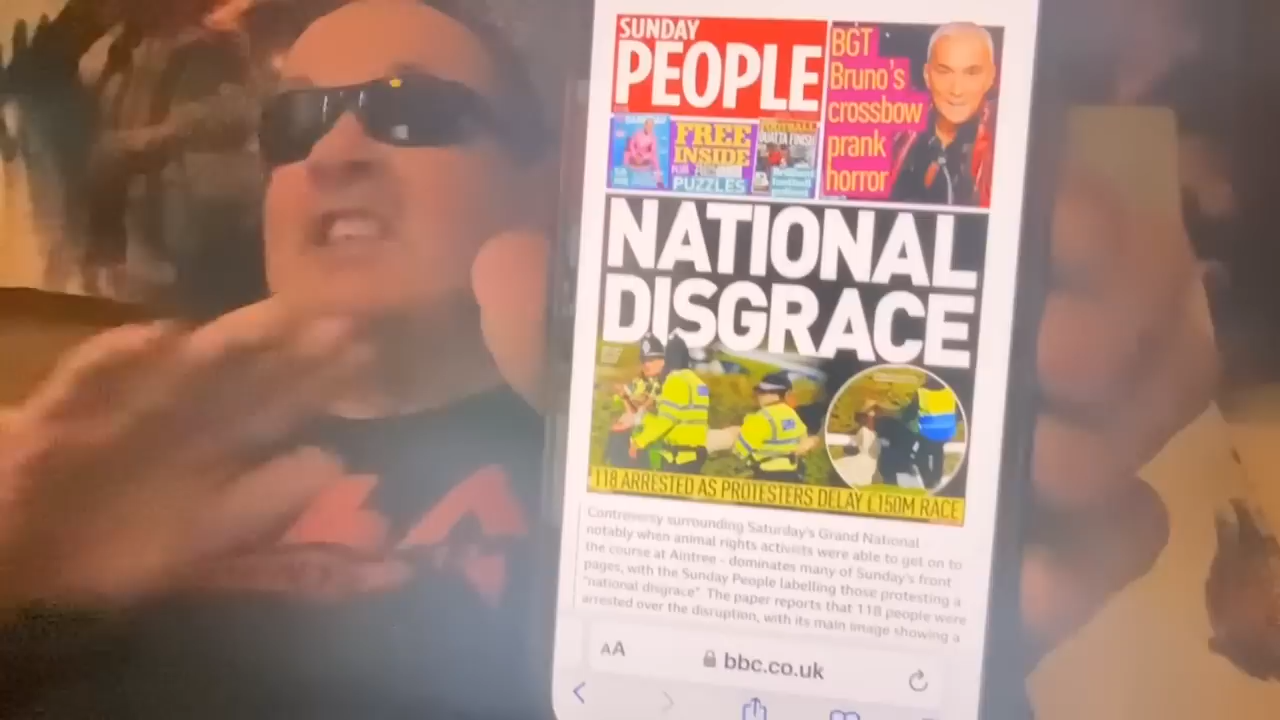 SUNDAY
PEOPLE
BGT
Bruno's
crossbow
prank
horror
FREE
INSIDE
PUZZLES
NATIONAL
DISGRACE
118 ARRESTED AS PROTESTERS DELAY £150M RACE
Controversy surrounding Saturday's Grand National
notably when animal rights activists were able to get on to
the course at Aintree - dominates many of Sunday's front
pages, with the Sunday People labelling those protesting a
"national disgrace" The paper reports that 118 people were
arrested over the disruption, with its main image showing a
AA
bbc.co.uk